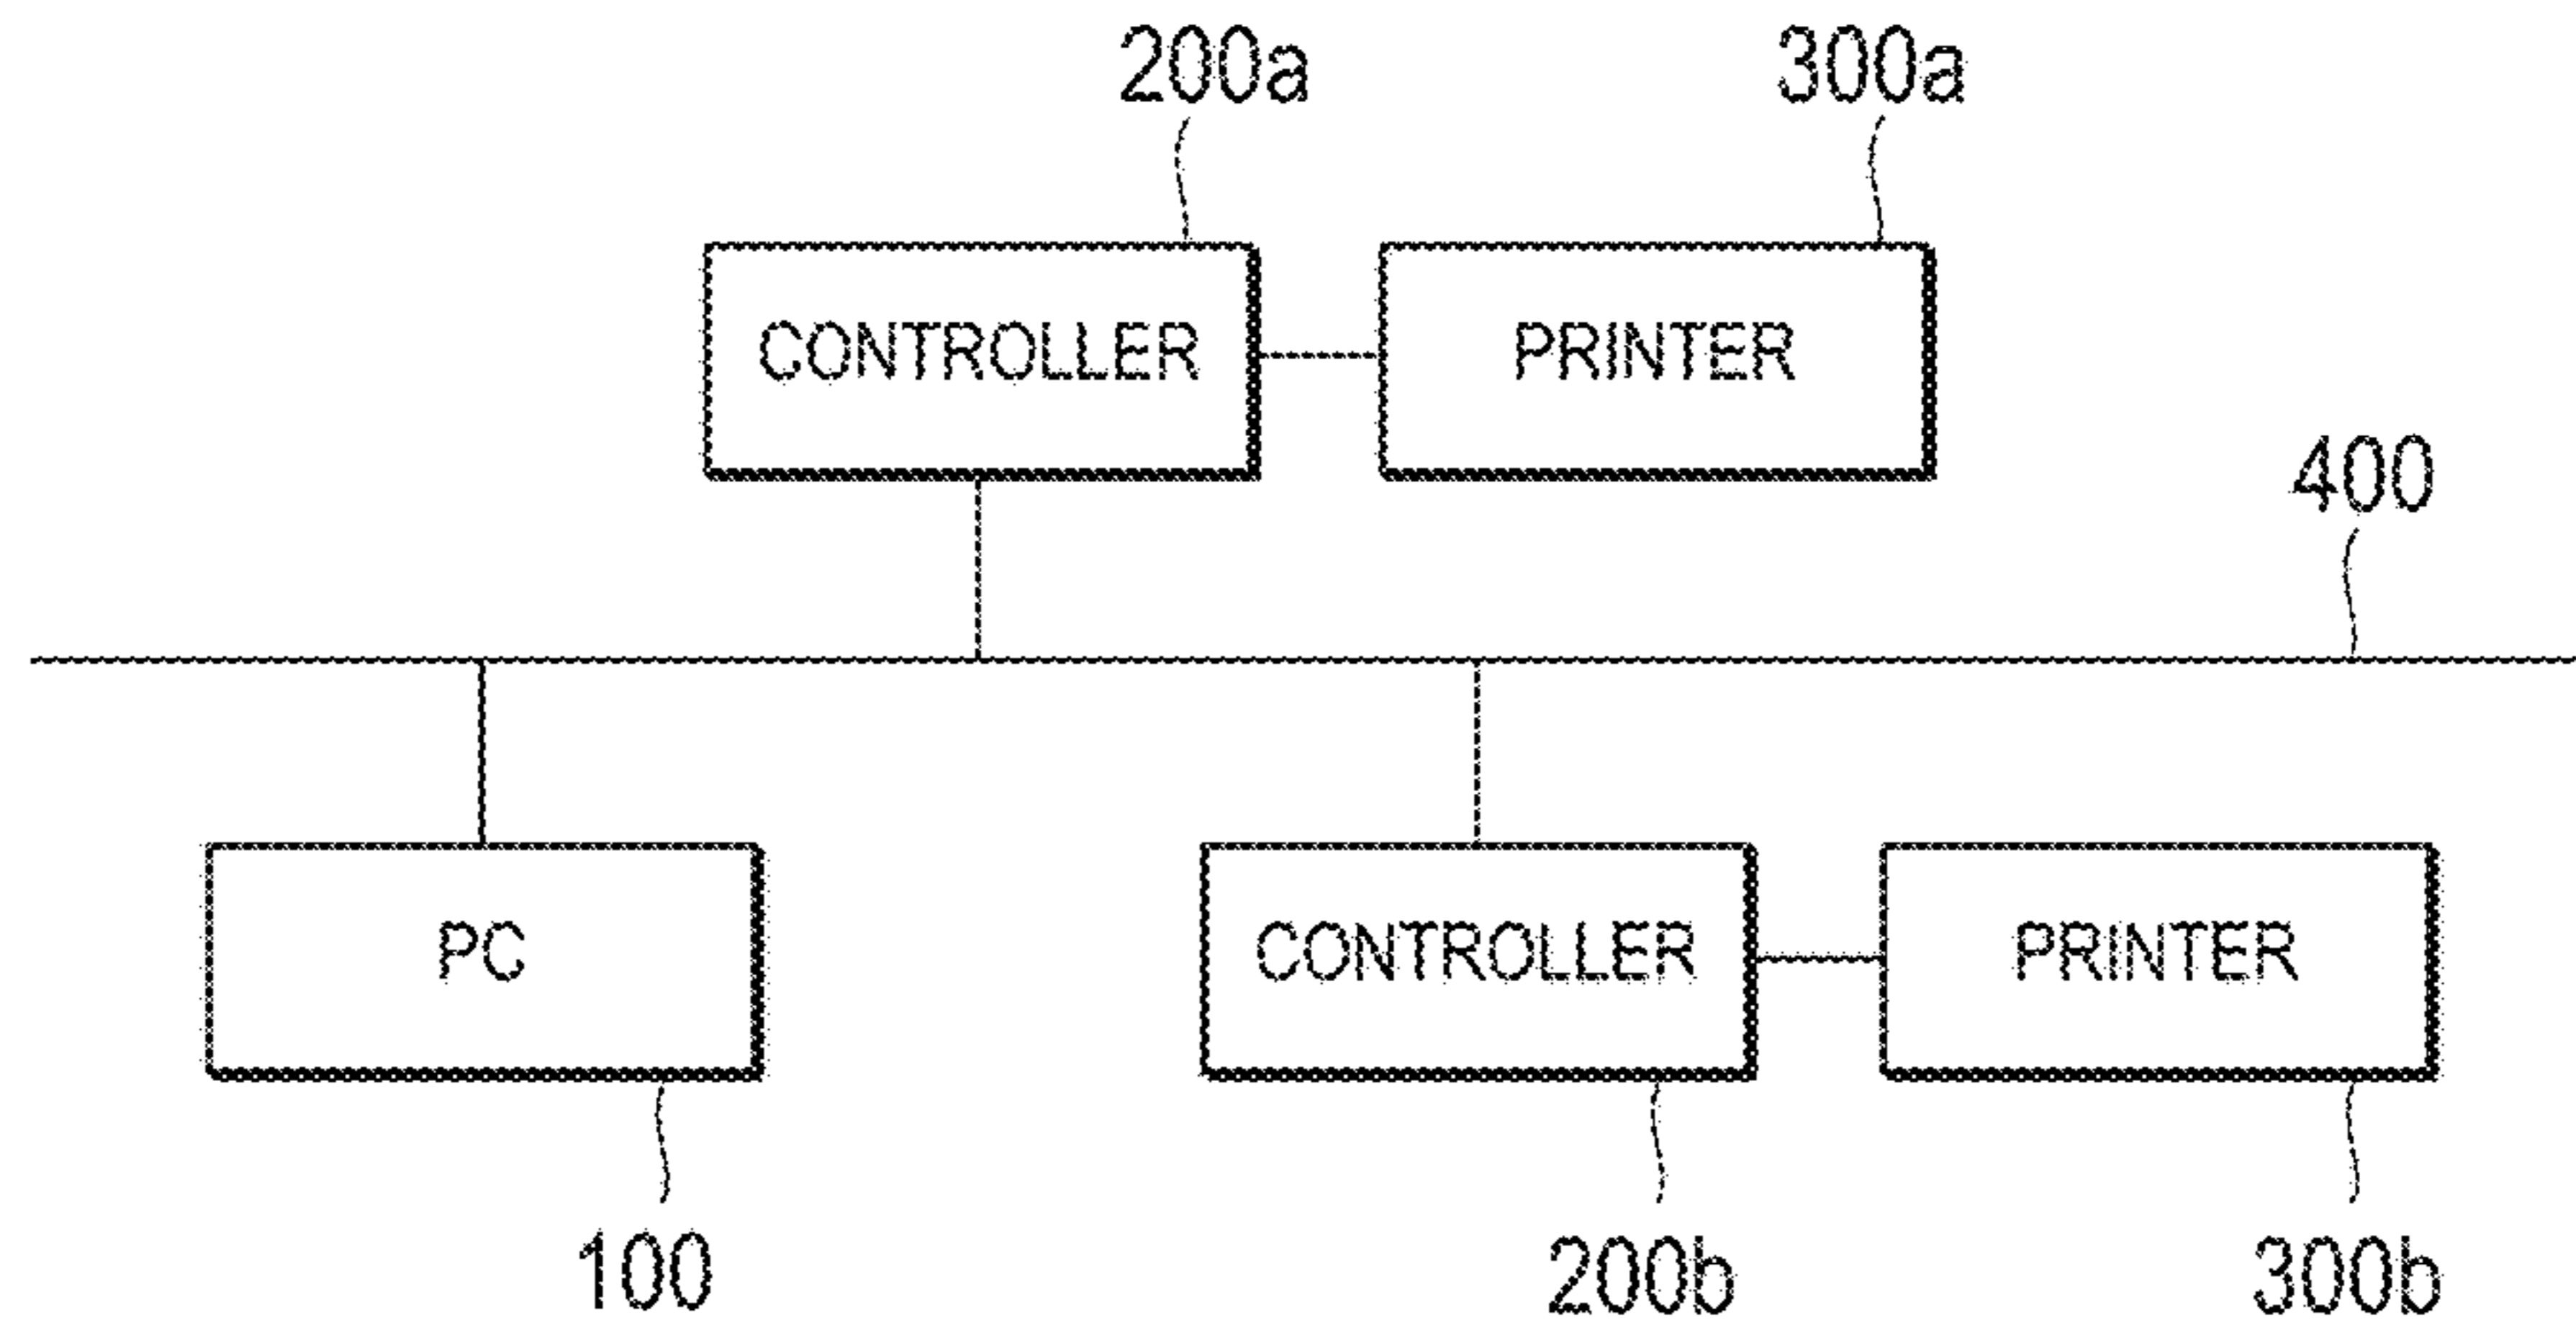 200a 300a
CONTROLLER PRINTER
400
PC CONTROLLER PRINTER
100 200b 300b